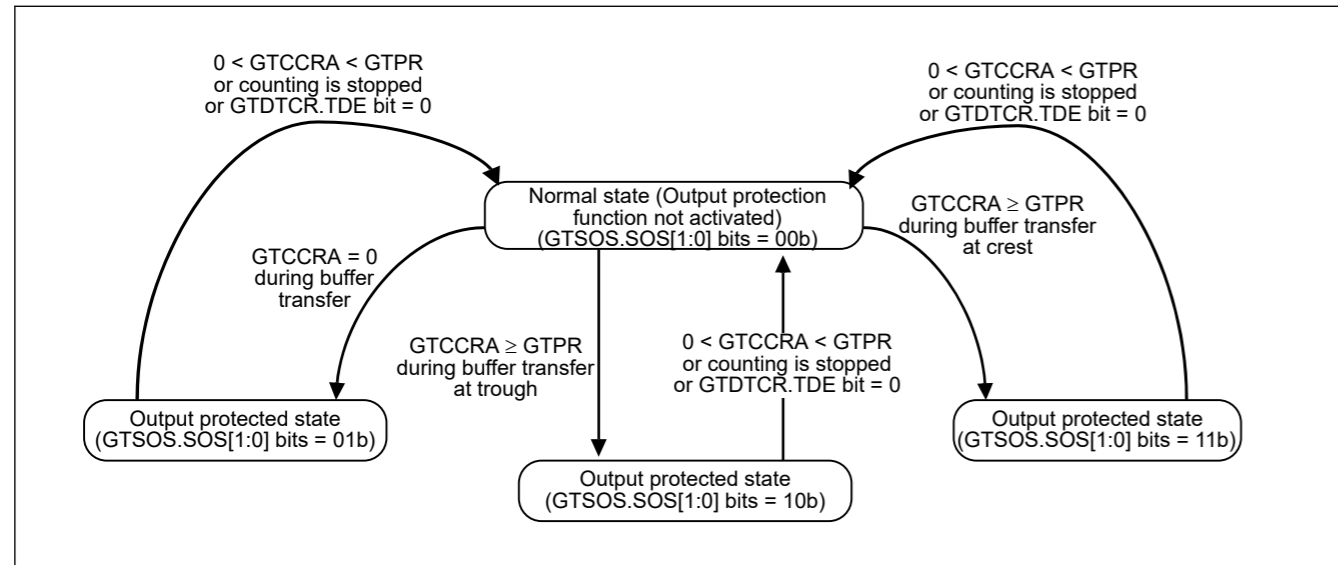 0 < GTCCRA < GTPR
or counting is stopped
or GTDTCR.TDE bit = 0
0 < GTCCRA < GTPR
or counting is stopped
or GTDTCR.TDE bit = 0
Normal state (Output protection
function not activated)
(GTSOS.SOS[1:0] bits = 00b)
GTCCRA = 0
during buffer
transfer
GTCCRA ≥ GTPR
during buffer transfer
at crest
GTCCRA ≥ GTPR
during buffer transfer
at trough
0 < GTCCRA < GTPR
or counting is stopped
or GTDTCR.TDE bit = 0
Output protected state
(GTSOS.SOS[1:0] bits = 01b)
Output protected state
(GTSOS.SOS[1:0] bits = 10b)
Output protected state
(GTSOS.SOS[1:0] bits = 11b)